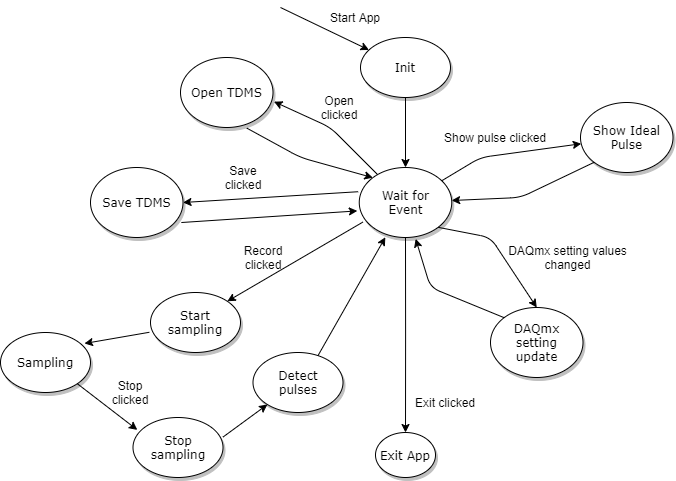 Start App
Init
Open TDMS
Open
clicked
Show pulse clicked
Show Ideal
Pulse
Save
clicked
Save TDMS
Wait for
Event
Record
clicked
DAQmx setting values
changed
Start
sampling
DAQmx
setting
update
Sampling
Detect
pulses
Stop
clicked
Exit clicked
Stop
sampling
Exit App